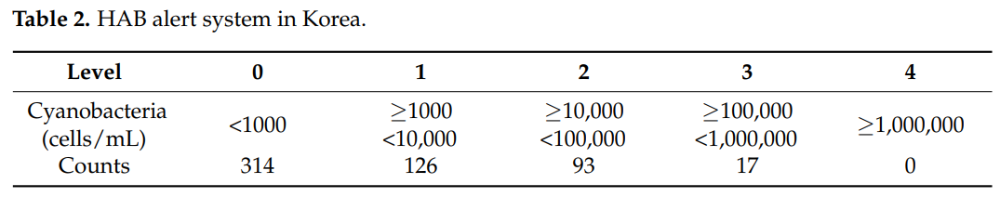 Table 2. HAB alert system in Korea.
Level 0 1 2 3 4
Cyanobacteria (cells/mL) <1000 ≥1000 <10,000 ≥10,000 <100,000 ≥100,000 <1,000,000 ≥1,000,000
Counts 314 126 93 17 0